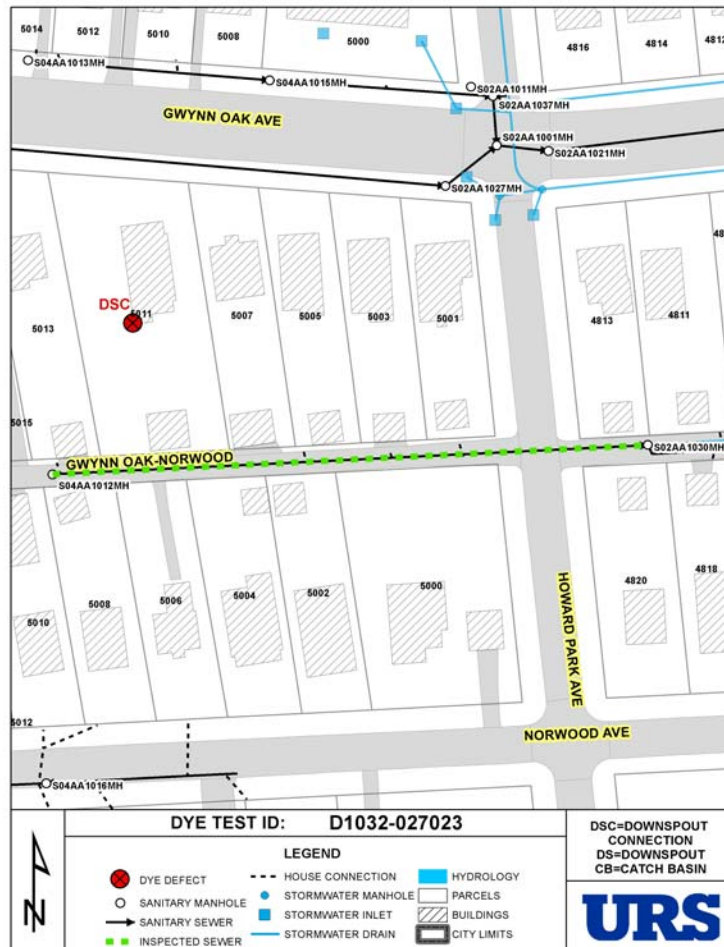 5014
5012
5010
5008
5000
4816
4814
4812
S04AA1013MH
S04AA1015MH
S02AA1011MH
S02AA1037MH
GWYNN OAK AVE
S02AA1001MH
S02AA1021MH
S02AA1027MH
DSC
5011
5013
5007
5005
5003
5001
4813
4811
5015
GWYNN OAK-NORWOOD
S02AA1030MH
S04AA1012MH
5010
5008
5006
5004
5002
5000
4820
4818
HOWARD PARK AVE
5012
NORWOOD AVE
S04AA1016MH
DYE TEST ID: D1032-027023
LEGEND
DYE DEFECT
SANITARY MANHOLE
SANITARY SEWER
INSPECTED SEWER
HOUSE CONNECTION
STORMWATER MANHOLE
STORMWATER INLET
STORMWATER DRAIN
HYDROLOGY
PARCELS
BUILDINGS
CITY LIMITS
DSC=DOWNSPOUT
CONNECTION
DS=DOWNSPOUT
CB=CATCH BASIN
N
URS